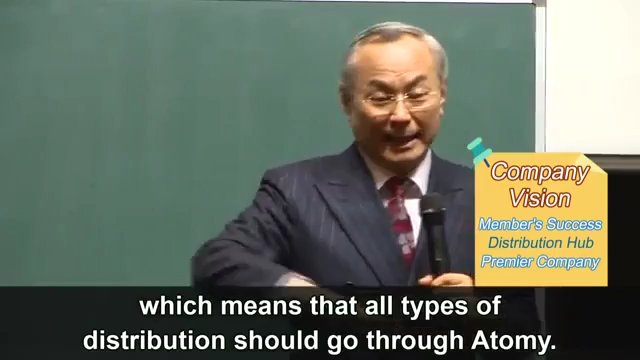 Company
Vision
Member's Success
Distribution Hub
Premier Company
which means that all types of
distribution should go through Atomy.